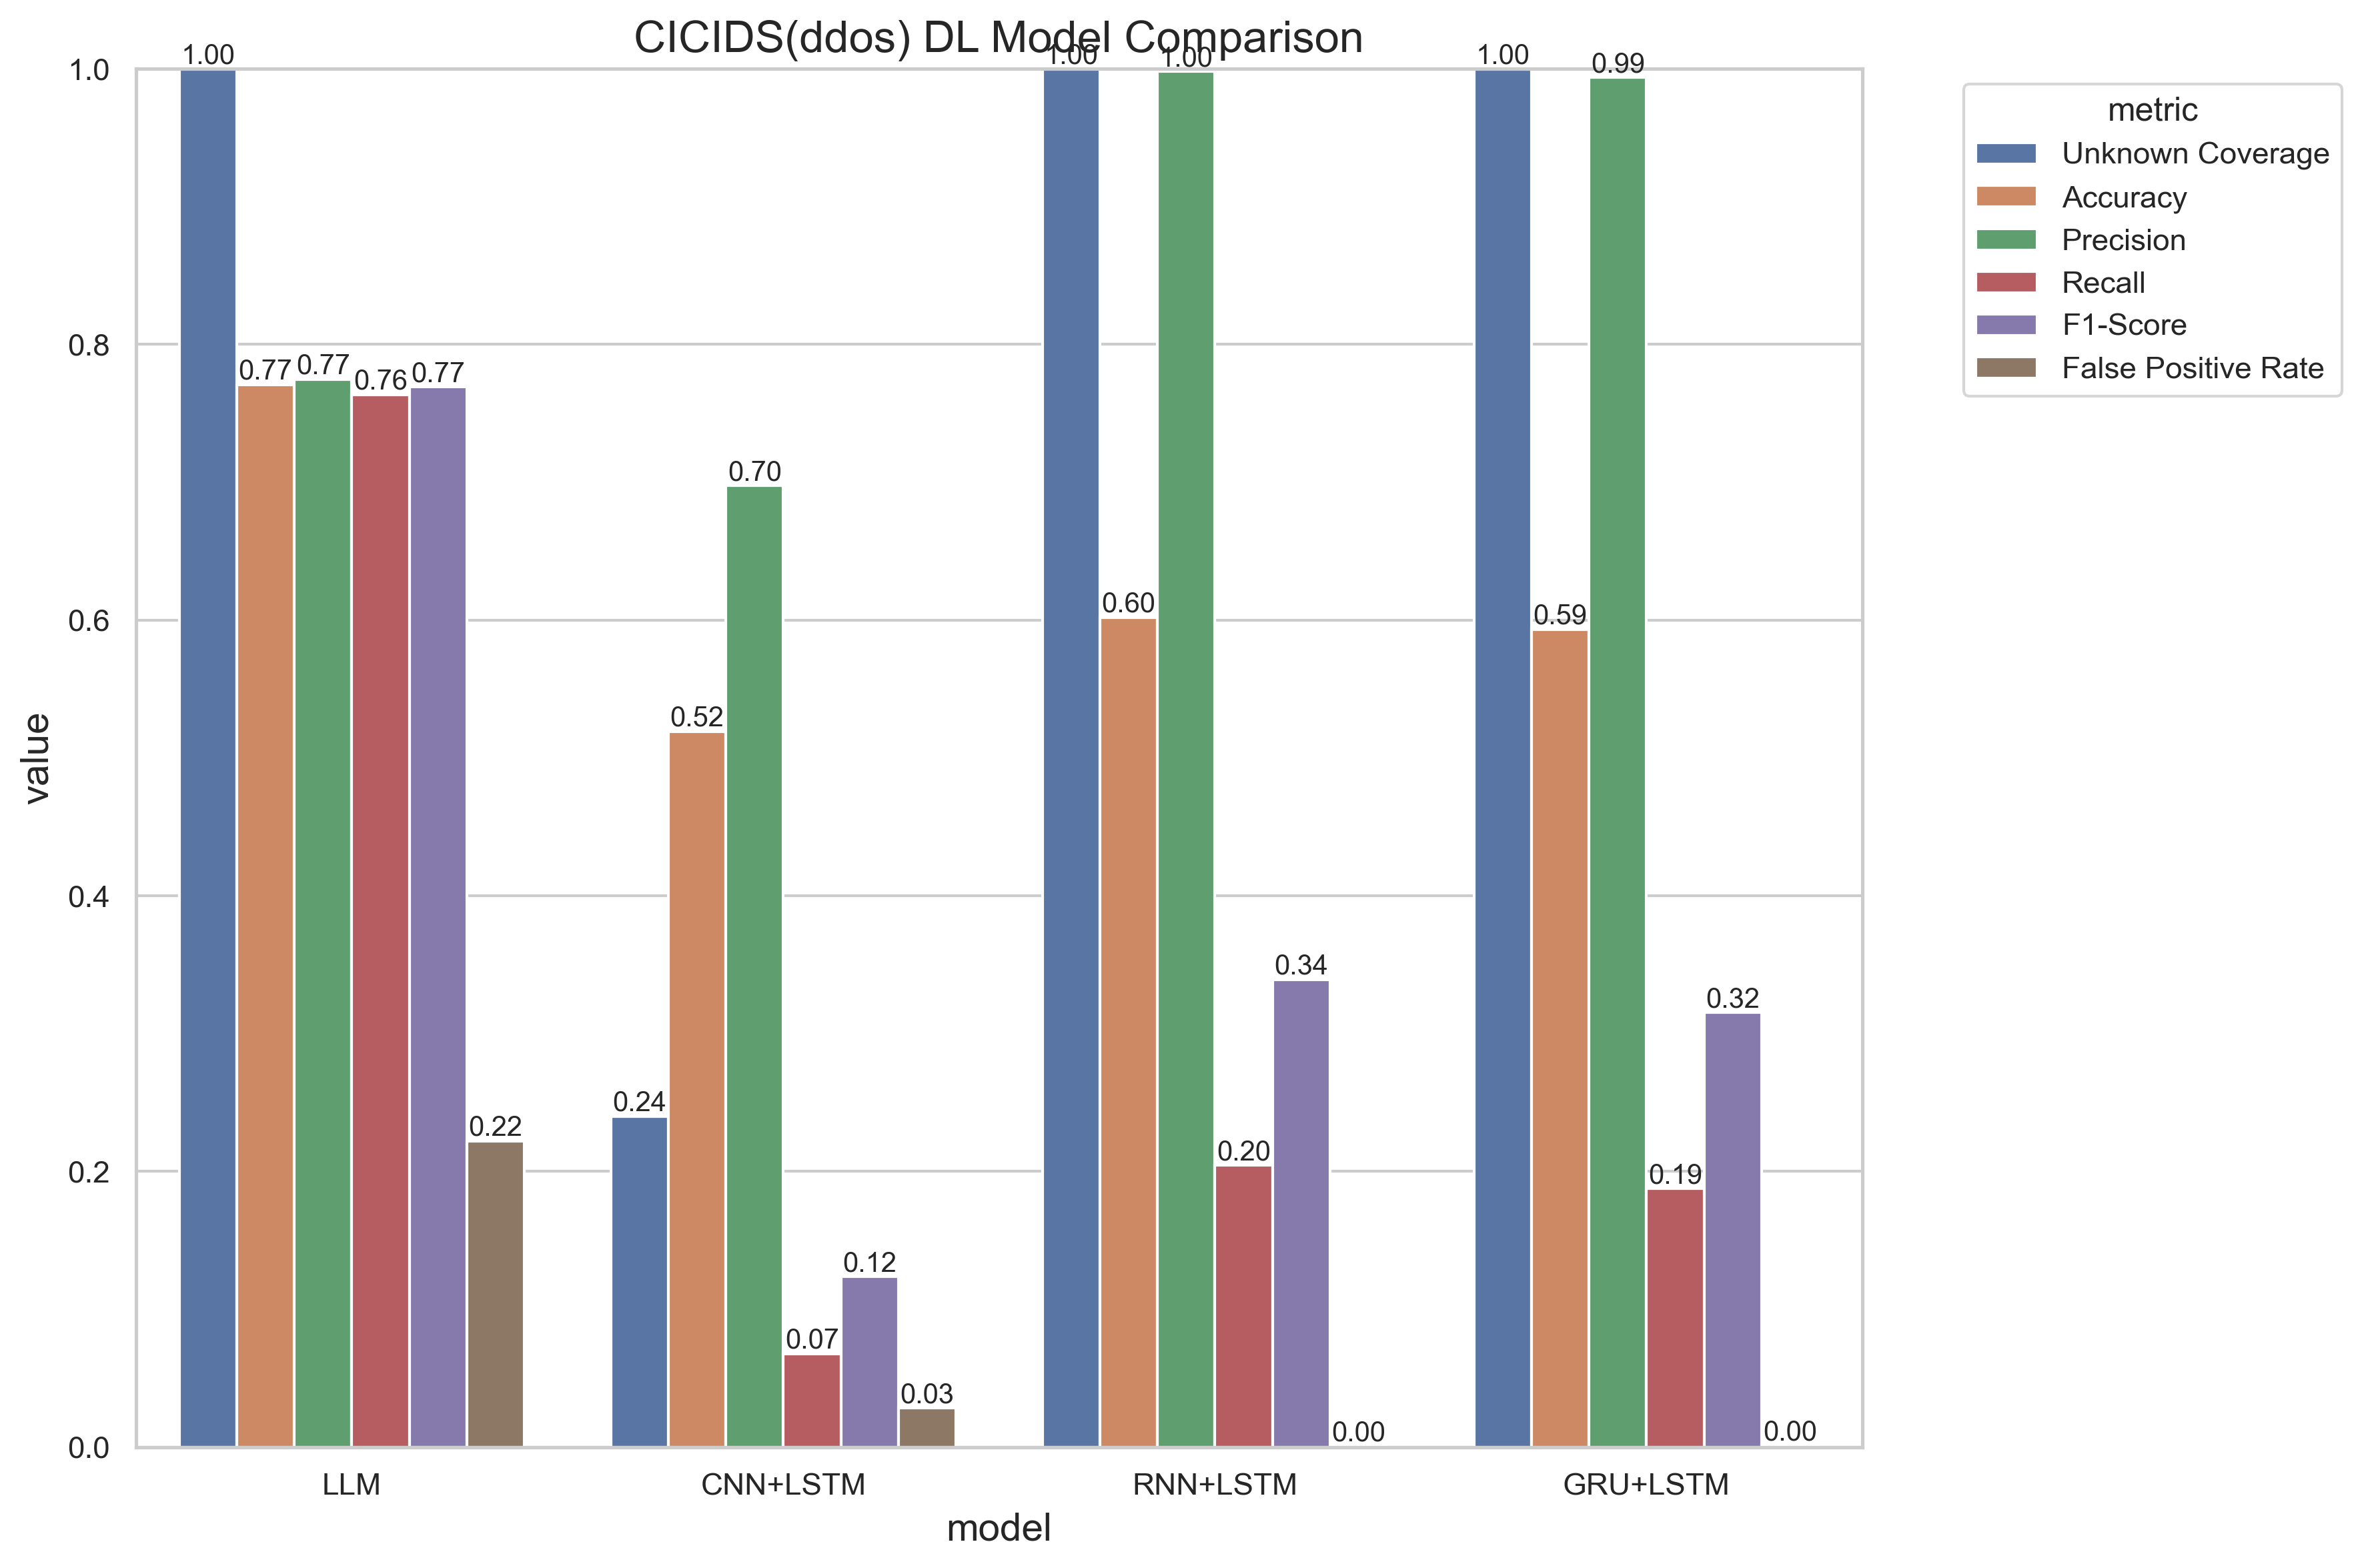 CICIDS(ddos) DL Model Comparison
1.00
1.00
1.00
1.00
0.99
1.0
0.8
0.6
0.4
0.2
0.0
value
0.77
0.77
0.76
0.77
0.22
0.24
0.52
0.70
0.07
0.12
0.03
0.60
0.20
0.34
0.00
0.59
0.19
0.32
0.00
LLM
CNN+LSTM
RNN+LSTM
GRU+LSTM
model
metric
Unknown Coverage
Accuracy
Precision
Recall
F1-Score
False Positive Rate